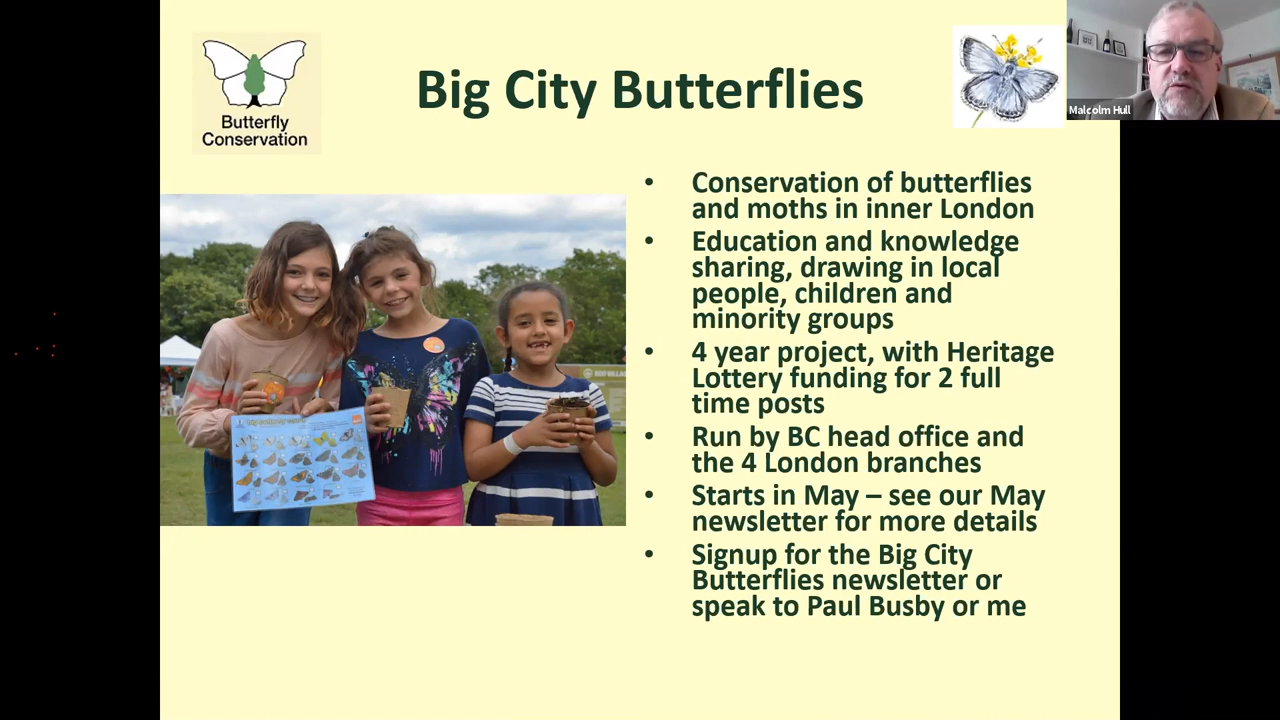 Butterfly
Conservation
Big City Butterflies
Malcolm Hull
• Conservation of butterflies
and moths in inner London
• Education and knowledge
sharing, drawing in local
people, children and
minority groups
• 4 year project, with Heritage
Lottery funding for 2 full
time posts
• Run by BC head office and
the 4 London branches
• Starts in May – see our May
newsletter for more details
• Signup for the Big City
Butterflies newsletter or
speak to Paul Busby or me